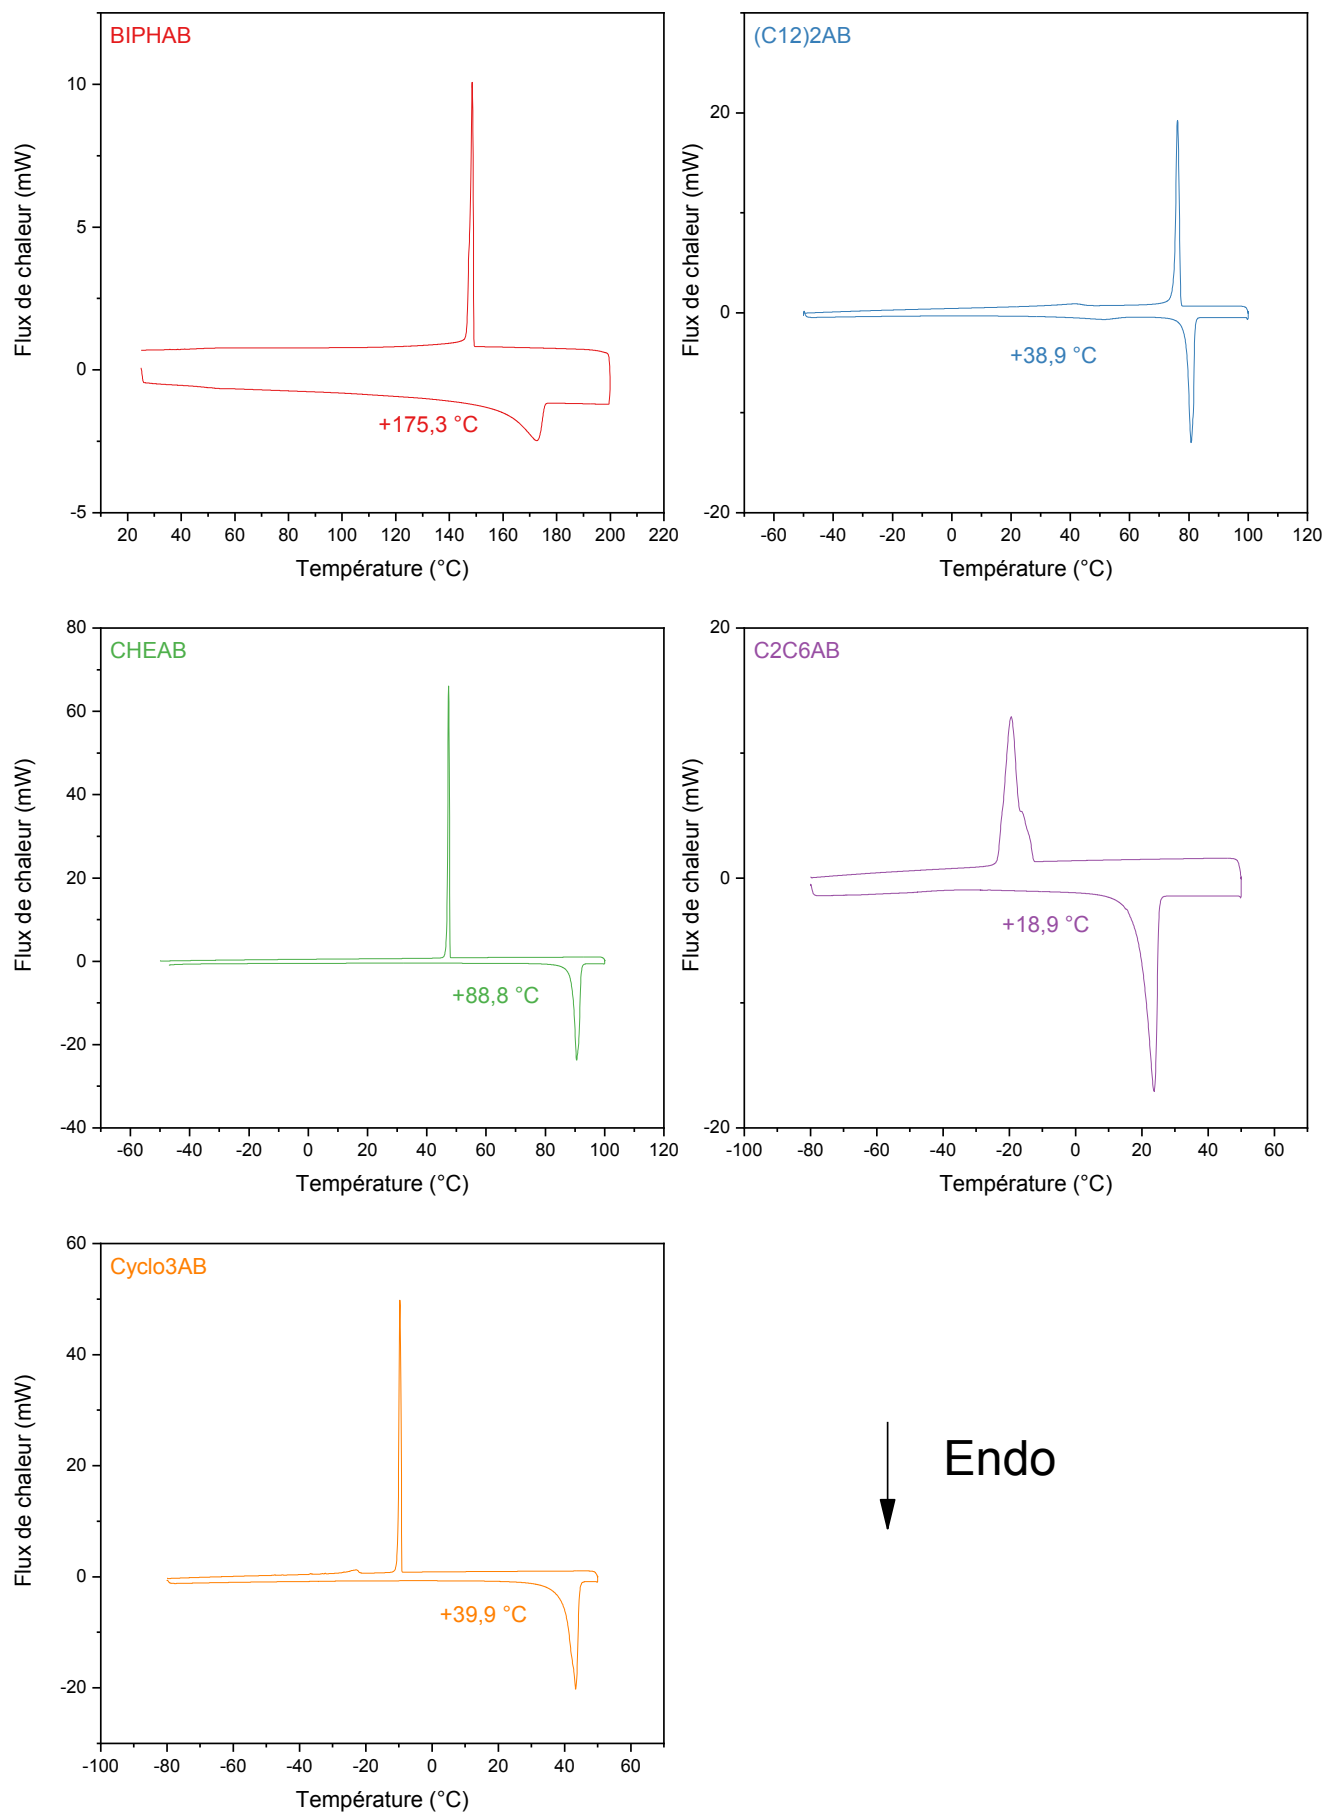 BIPHAB
Flux de chaleur (mW)
10
5
0
-5
+175,3 °C
20 40 60 80 100 120 140 160 180 200 220
Température (°C)
(C12)2AB
Flux de chaleur (mW)
20
0
-20
+38,9 °C
-60 -40 -20 0 20 40 60 80 100 120
Température (°C)
CHEAB
Flux de chaleur (mW)
80
60
40
20
0
-20
-40
+88,8 °C
-60 -40 -20 0 20 40 60 80 100 120
Température (°C)
C2C6AB
Flux de chaleur (mW)
20
0
-20
+18,9 °C
-100 -80 -60 -40 -20 0 20 40 60
Température (°C)
Cyclo3AB
Flux de chaleur (mW)
60
40
20
0
-20
+39,9 °C
-100 -80 -60 -40 -20 0 20 40 60
Température (°C)
Endo